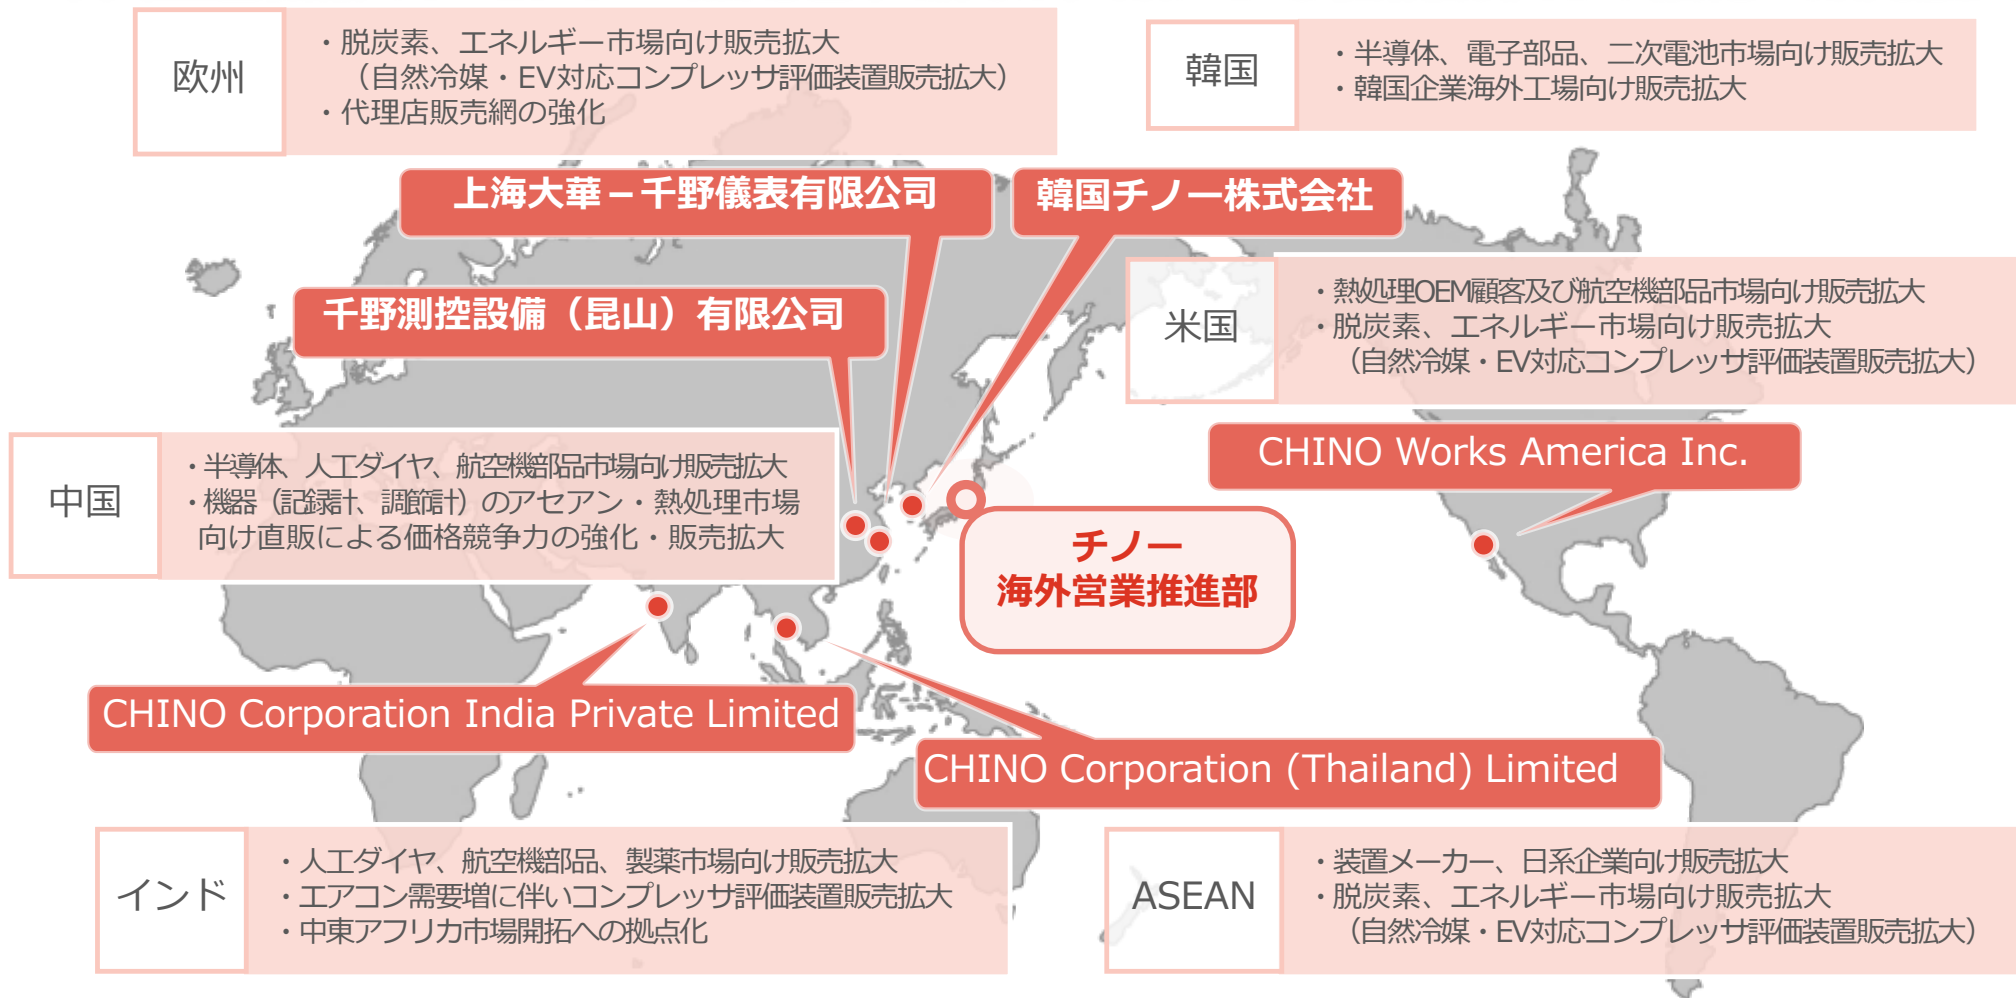 欧州
・脱炭素、エネルギー市場向け販売拡大
（自然冷媒・EV対応コンプレッサ評価装置販売拡大）
・代理店販売網の強化
韓国
・半導体、電子部品、二次電池市場向け販売拡大
・韓国企業海外工場向け販売拡大
上海大華－千野儀表有限公司
韓国チノー株式会社
千野測控設備（昆山）有限公司
米国
・熱処理OEM顧客及び航空機部品市場向け販売拡大
・脱炭素、エネルギー市場向け販売拡大
（自然冷媒・EV対応コンプレッサ評価装置販売拡大）
CHINO Works America Inc.
中国
・半導体、人工ダイヤ、航空機部品市場向け販売拡大
・機器（記録計、調節計）のアセアン・熱処理市場
向け直販による価格競争力の強化・販売拡大
チノー
海外営業推進部
CHINO Corporation India Private Limited
CHINO Corporation (Thailand) Limited
インド
・人工ダイヤ、航空機部品、製薬市場向け販売拡大
・エアコン需要増に伴いコンプレッサ評価装置販売拡大
・中東アフリカ市場開拓への拠点化
ASEAN
・装置メーカー、日系企業向け販売拡大
・脱炭素、エネルギー市場向け販売拡大
（自然冷媒・EV対応コンプレッサ評価装置販売拡大）